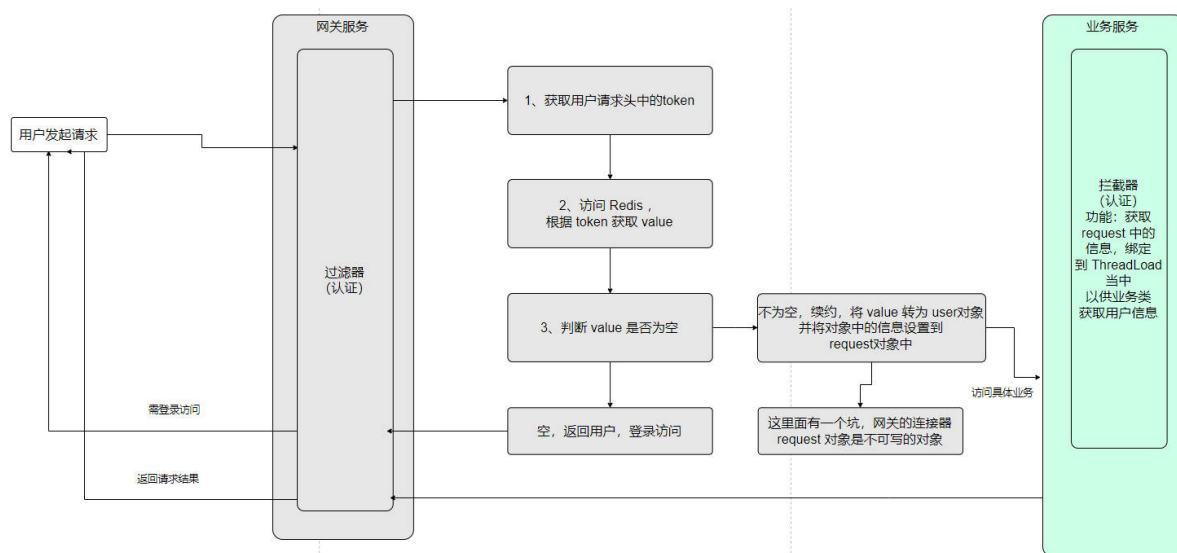 网关服务
业务服务
用户发起请求
过滤器
（认证）
1、获取用户请求头中的token
2、访问 Redis ，
根据 token 获取 value
3、判断 value 是否为空
空，返回用户，登录访问
不为空，续约，将 value 转为 user对象
并将对象中的信息设置到
request对象中
这里面有一个坑，网关的连接器
request 对象是不可写的对象
访问具体业务
拦截器
（认证）
功能：获取
request 中的
信息，绑定
到 ThreadLoad
当中
以供业务类
获取用户信息
需登录访问
返回请求结果